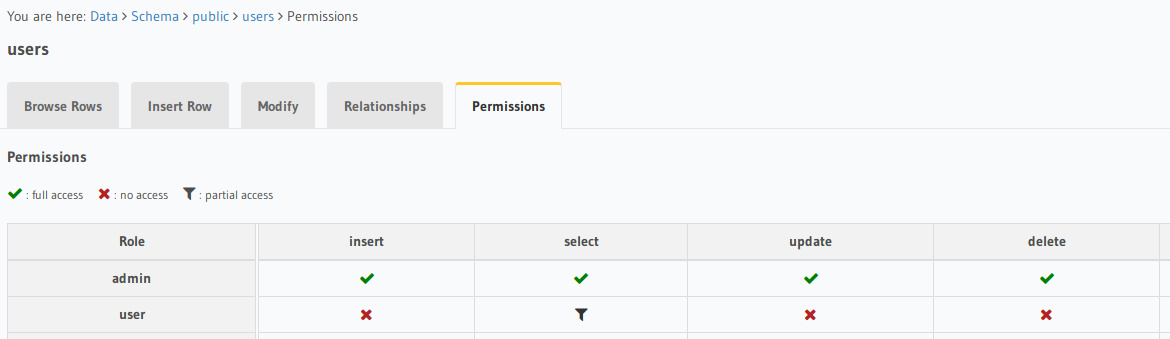 You are here: Data > Schema > public > users > Permissions
users
Browse Rows Insert Row Modify Relationships Permissions
Permissions
: full access : no access : partial access
Role insert select update delete
admin
user